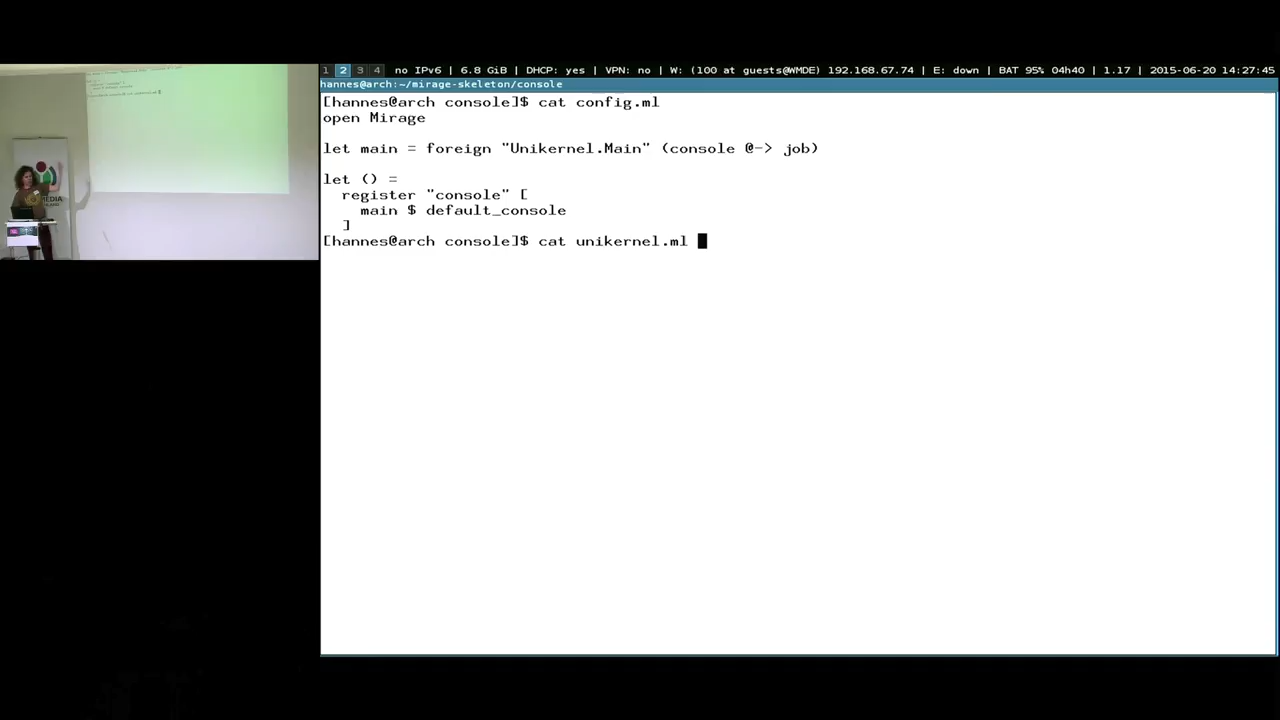 1 2 3 4 no IPv6 | 6.8 GiB | DHCP: yes | VPN: no | W: (100 at guests@WMDE) 192.168.67.74 | E: down | BAT 95% 04h40 | 1.17 | 2015-06-20 14:27:45
hannes@arch:~/mirage-skeleton/console
[hannes@arch console]$ cat config.ml
open Mirage
let main = foreign "Unikernel.Main" (console @-> job)
let () =
register "console" [
main $ default_console
]
[hannes@arch console]$ cat unikernel.ml